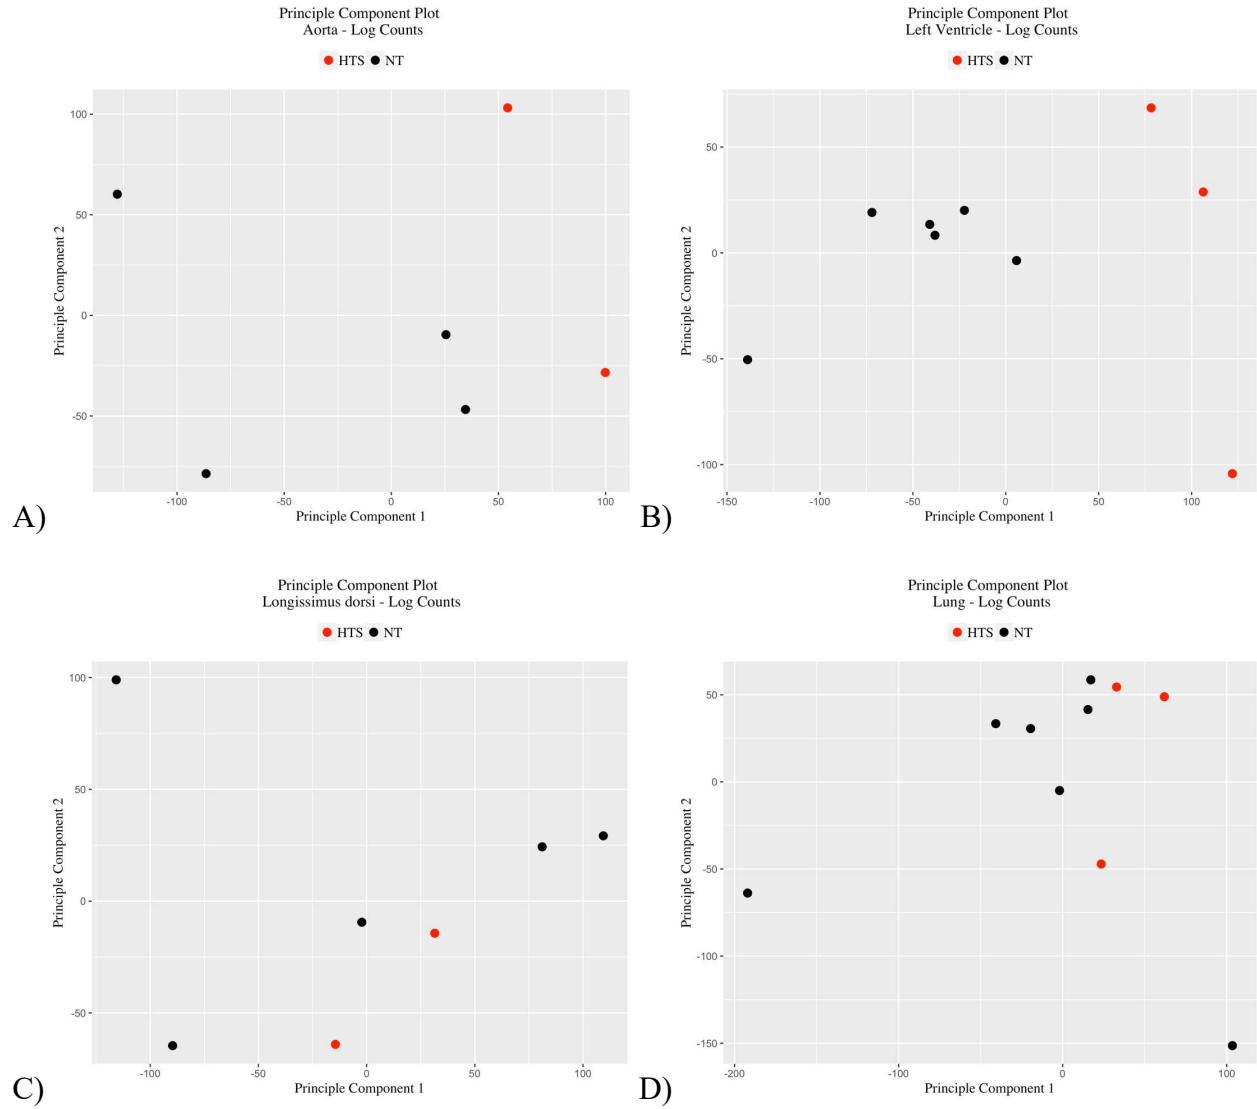 Principle Component Plot
Aorta - Log Counts
HTS NT
100
50
0
-50
Principle Component 2
-100 -50 0 50 100
Principle Component 1
A)
Principle Component Plot
Left Ventricle - Log Counts
HTS NT
50
0
-50
-100
Principle Component 2
-150 -100 -50 0 50 100
Principle Component 1
B)
Principle Component Plot
Longissimus dorsi - Log Counts
HTS NT
100
50
0
-50
Principle Component 2
-100 -50 0 50 100
Principle Component 1
C)
Principle Component Plot
Lung - Log Counts
HTS NT
50
0
-50
-100
-150
Principle Component 2
-200 -100 0 100
Principle Component 1
D)